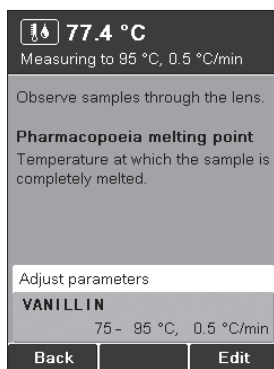 77.4 °C
Measuring to 95 °C, 0.5 °C/min
Observe samples through the lens.
Pharmacopoeia melting point
Temperature at which the sample is
completely melted.
Adjust parameters
VANILLIN
75 - 95 °C, 0.5 °C/min
Back Edit